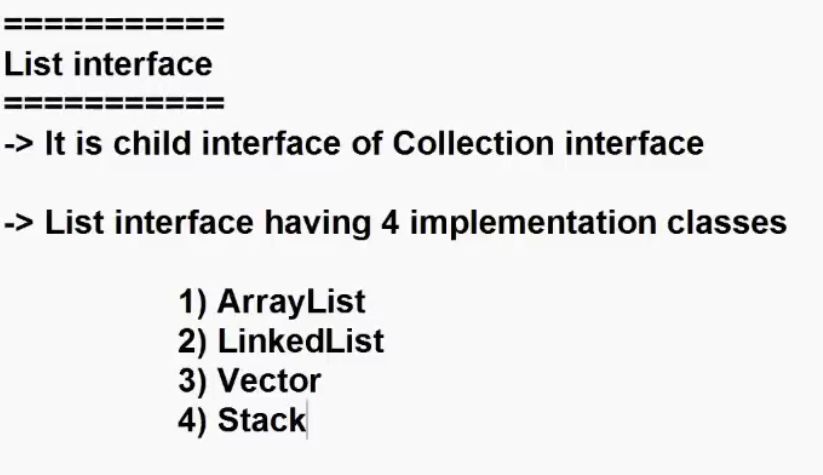 ===========
List interface
===========
-> It is child interface of Collection interface
-> List interface having 4 implementation classes
1) ArrayList
2) LinkedList
3) Vector
4) Stack